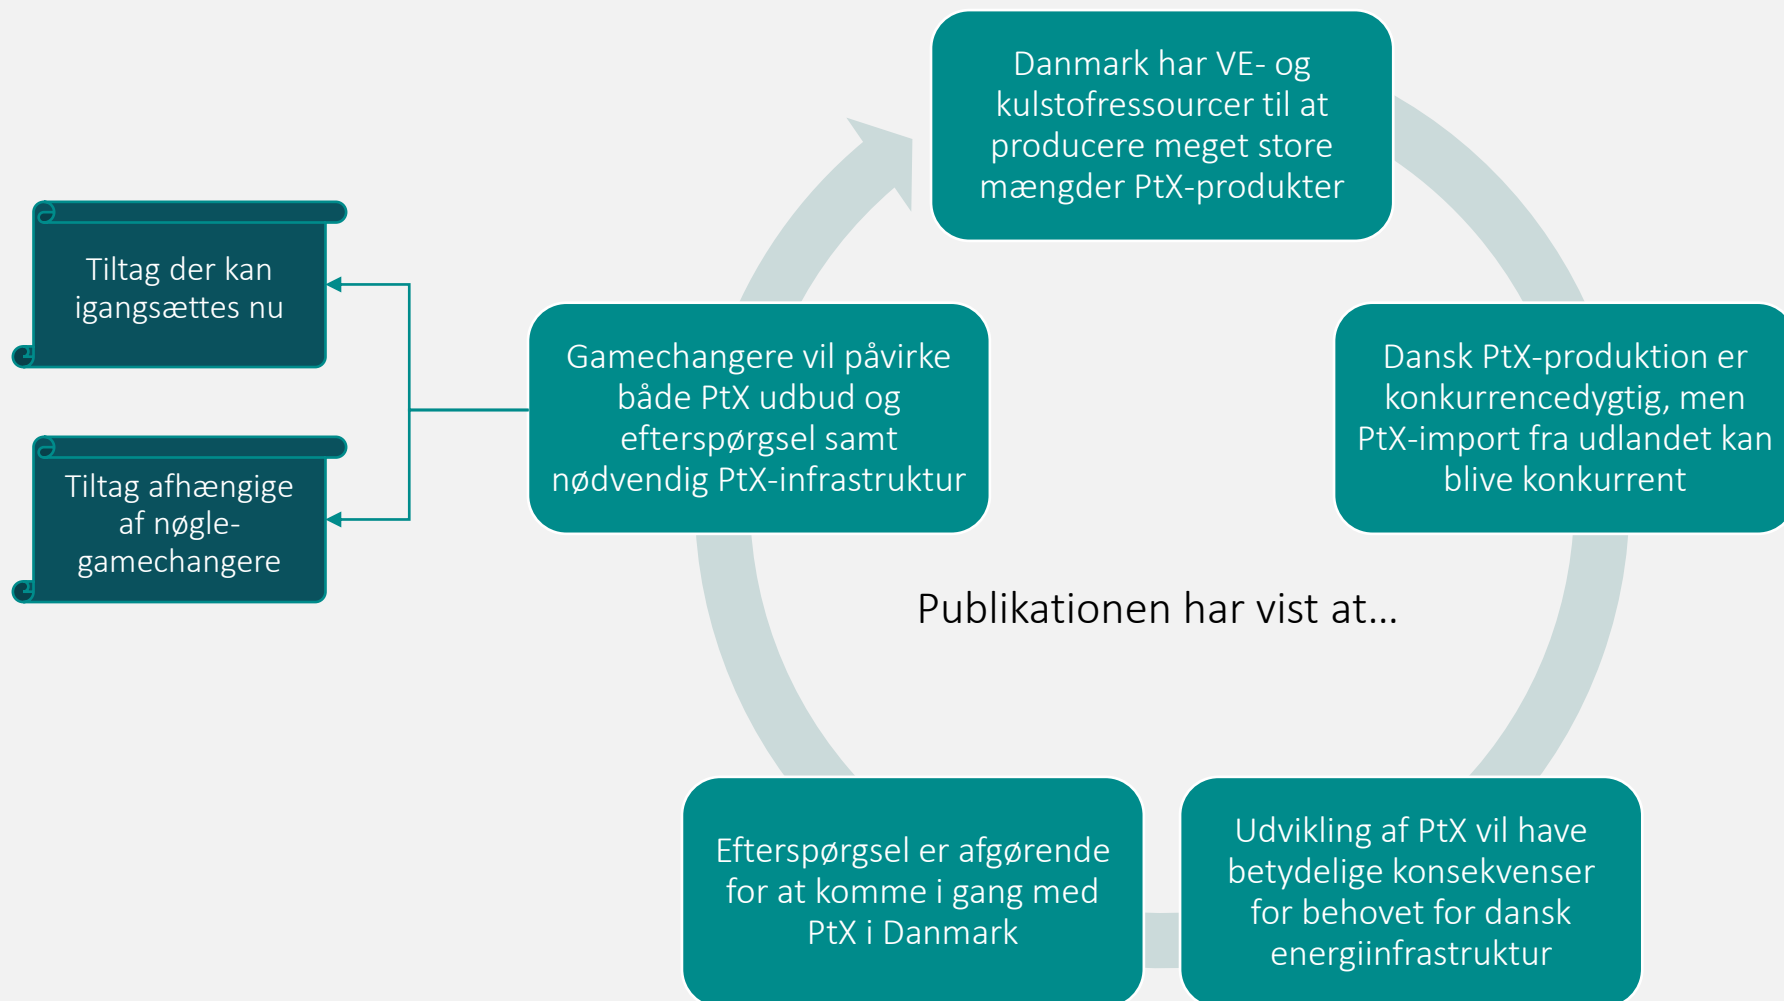 Danmark har VE- og
kulstofressourcer til at
producere meget store
mængder PtX-produkter
Dansk PtX-produktion er
konkurrencedygtig, men
PtX-import fra udlandet kan
blive konkurrent
Udvikling af PtX vil have
betydelige konsekvenser
for behovet for dansk
energiinfrastruktur
Efterspørgsel er afgørende
for at komme i gang med
PtX i Danmark
Gamechangere vil påvirke
både PtX udbud og
efterspørgsel samt
nødvendig PtX-infrastruktur
Tiltag der kan
igangsættes nu
Tiltag afhængige
af nøgle-
gamechangere
Publikationen har vist at...